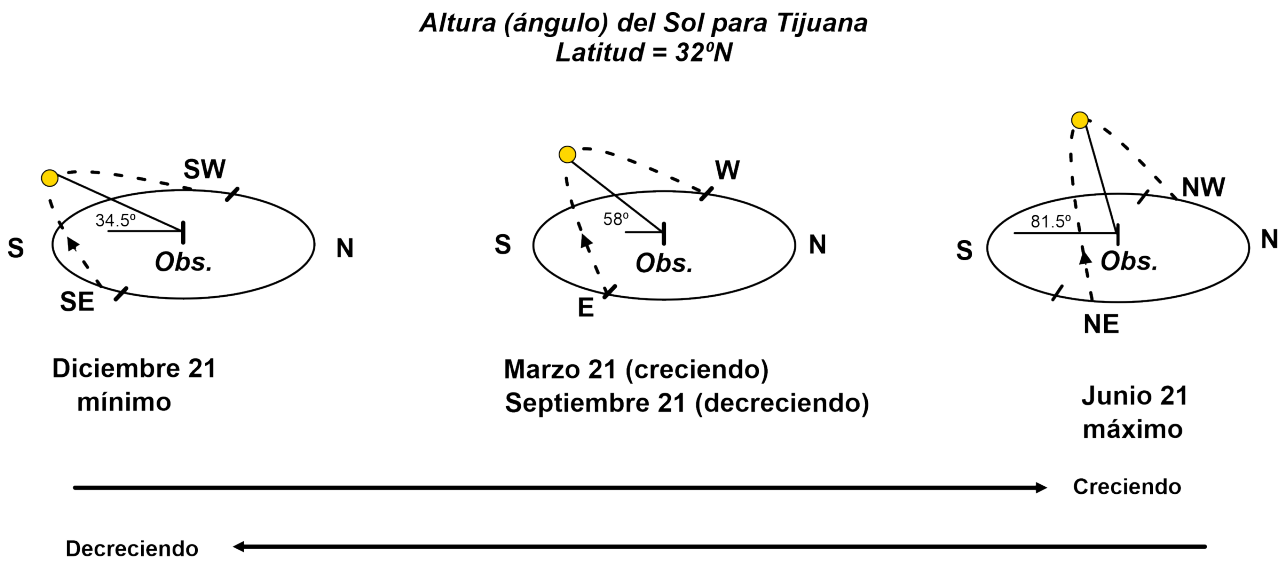 Altura (ángulo) del Sol para Tijuana
Latitud = 32ºN
SW
34.5º
S
N
Obs.
SE
Diciembre 21
mínimo
W
58º
S
N
Obs.
E
Marzo 21 (creciendo)
Septiembre 21 (decreciendo)
NW
81.5º
S
N
Obs.
NE
Junio 21
máximo
Creciendo
Decreciendo